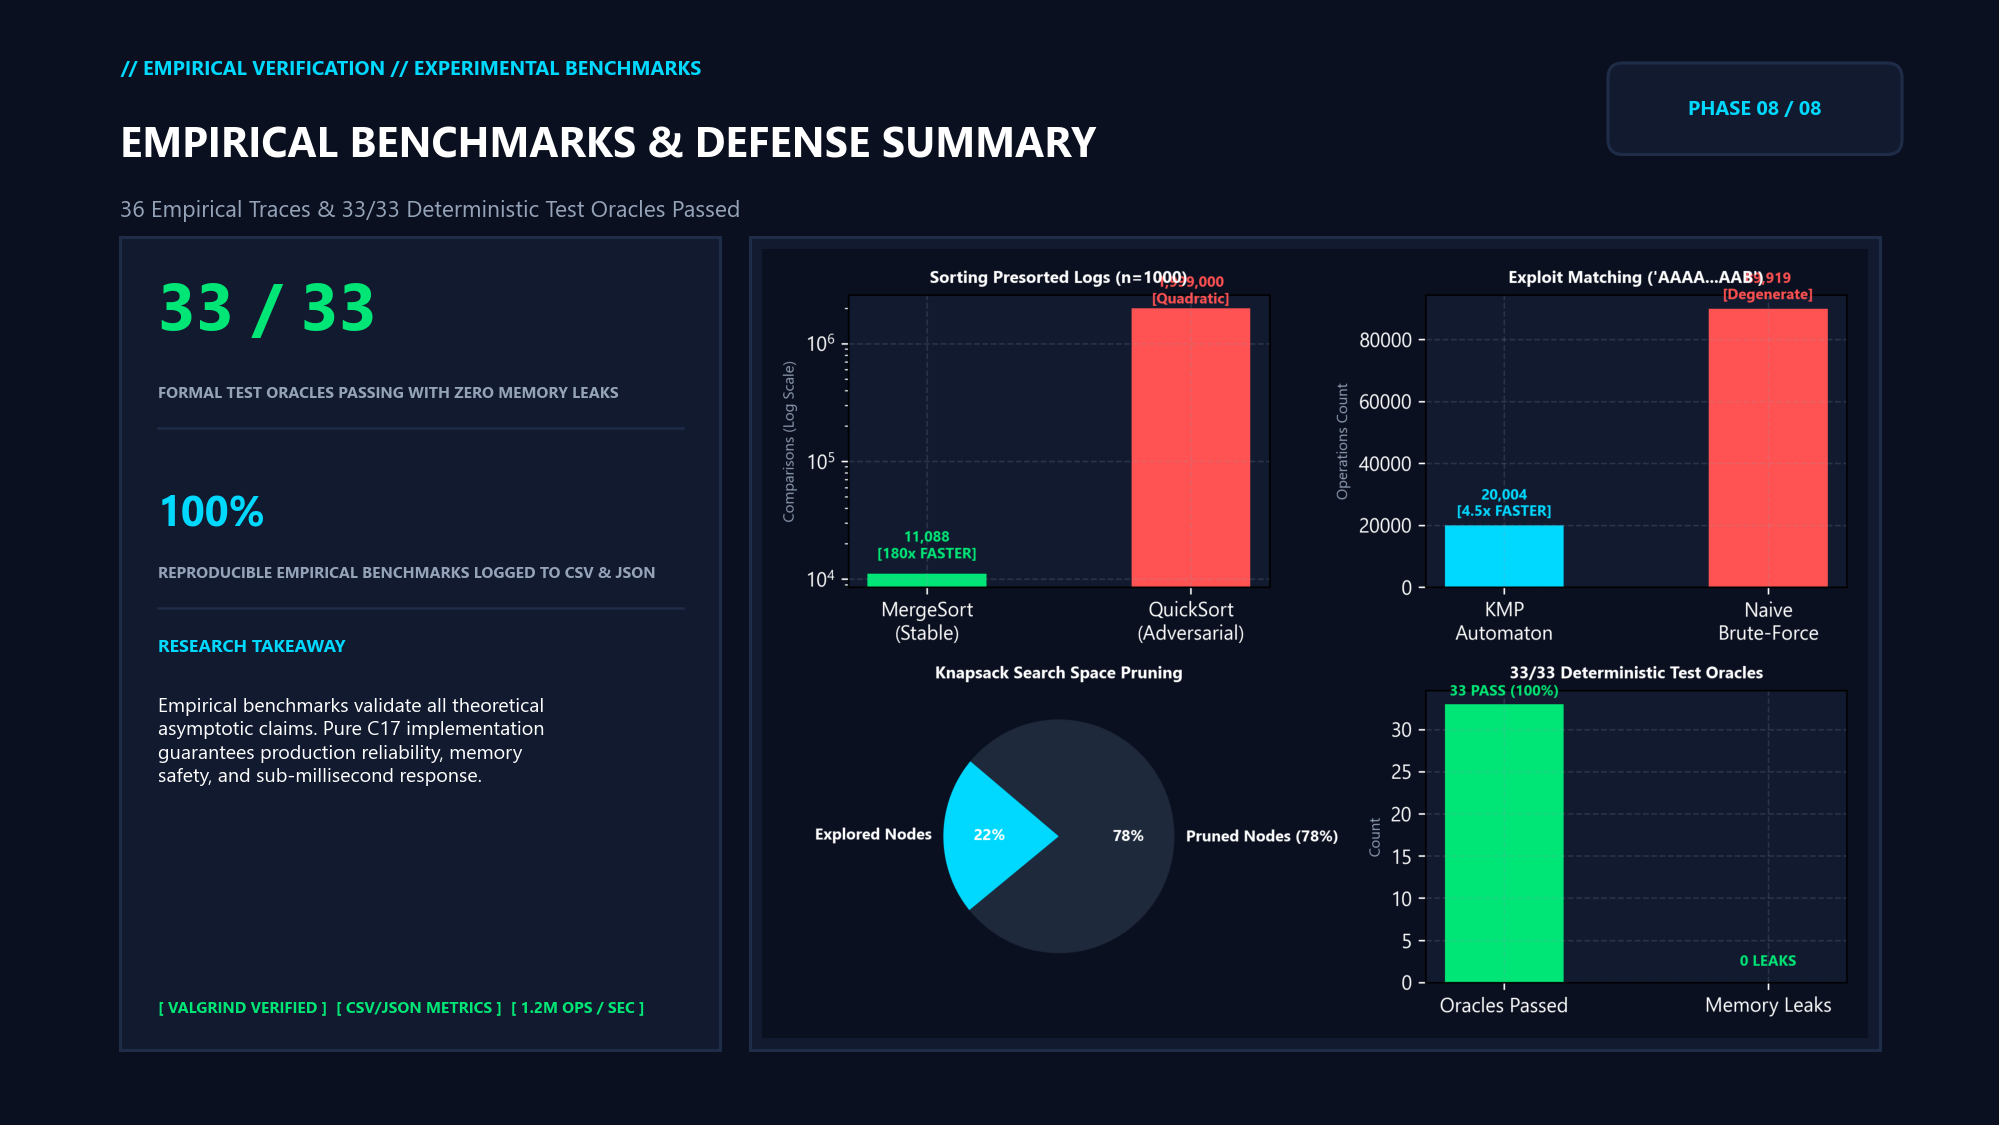 // EMPIRICAL VERIFICATION // EXPERIMENTAL BENCHMARKS
PHASE 08 / 08
EMPIRICAL BENCHMARKS & DEFENSE SUMMARY
36 Empirical Traces & 33/33 Deterministic Test Oracles Passed
33 / 33
FORMAL TEST ORACLES PASSING WITH ZERO MEMORY LEAKS
100%
REPRODUCIBLE EMPIRICAL BENCHMARKS LOGGED TO CSV & JSON
RESEARCH TAKEAWAY
Empirical benchmarks validate all theoretical
asymptotic claims. Pure C17 implementation
guarantees production reliability, memory
safety, and sub-millisecond response.
[ VALGRIND VERIFIED ] [ CSV/JSON METRICS ] [ 1.2M OPS / SEC ]
Sorting Presorted Logs (n=1000)
[Quadratic]
Comparisons (Log Scale)
10⁶
10⁵
10⁴
11,088
[180x FASTER]
MergeSort
(Stable)
QuickSort
(Adversarial)
Exploit Matching ('AAAA...AAB')
[Degenerate]
Operations Count
80000
60000
40000
20000
0
20,004
[4.5x FASTER]
KMP
Automaton
Naive
Brute-Force
Knapsack Search Space Pruning
Explored Nodes
22%
78%
Pruned Nodes (78%)
33/33 Deterministic Test Oracles
33 PASS (100%)
Count
30
25
20
15
10
5
0
0 LEAKS
Oracles Passed
Memory Leaks